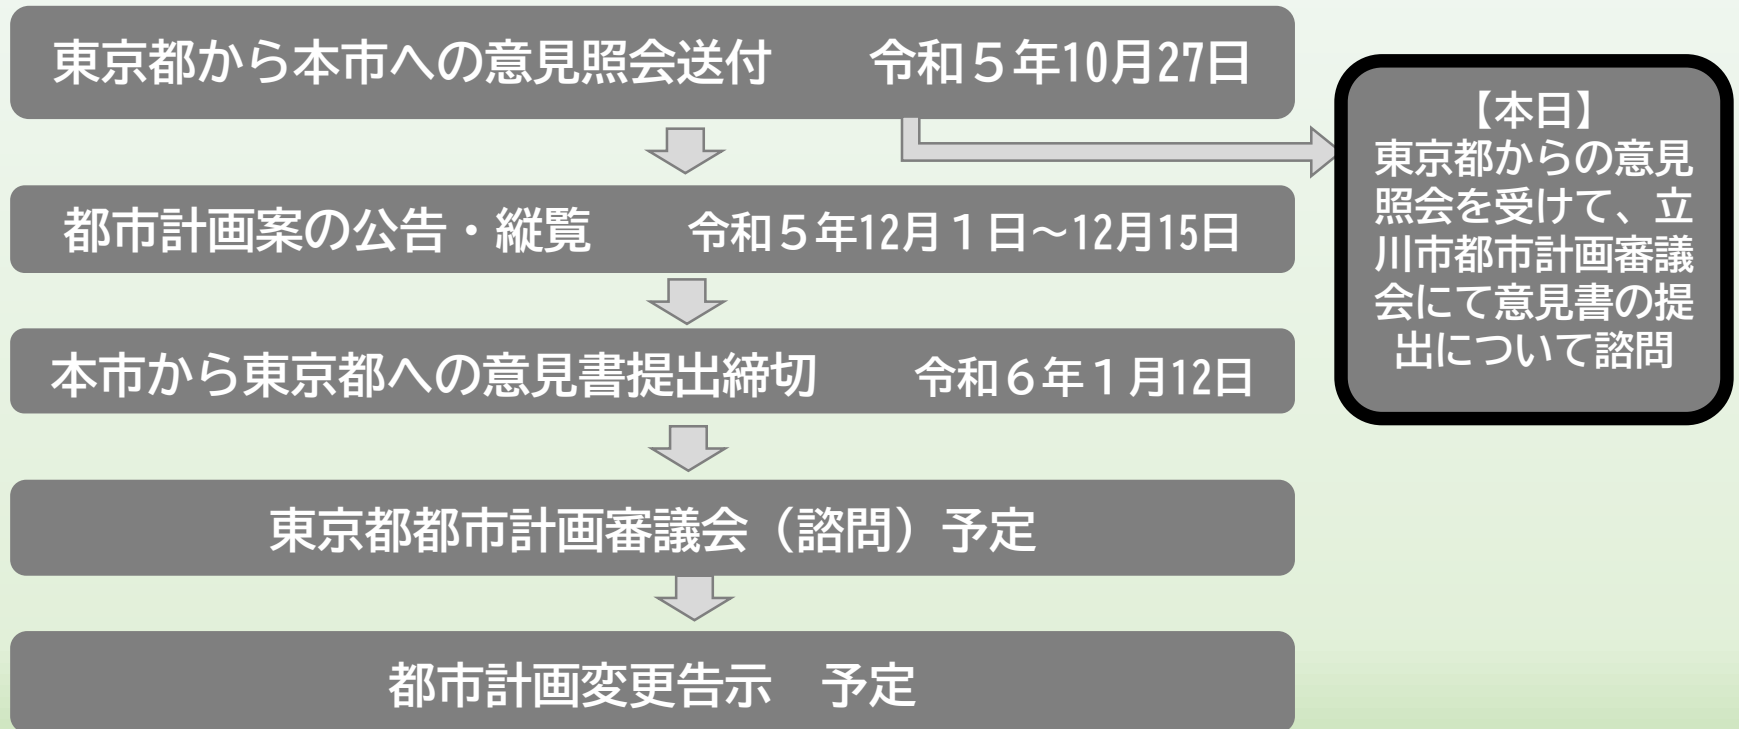 東京都から本市への意見照会送付　　令和５年10月27日
【本日】
東京都からの意見
照会を受けて、立
川市都市計画審議
会にて意見書の提
出について諮問
都市計画案の公告・縦覧　　令和５年12月１日～12月15日
本市から東京都への意見書提出締切　　令和６年１月12日
東京都都市計画審議会（諮問）予定
都市計画変更告示　予定